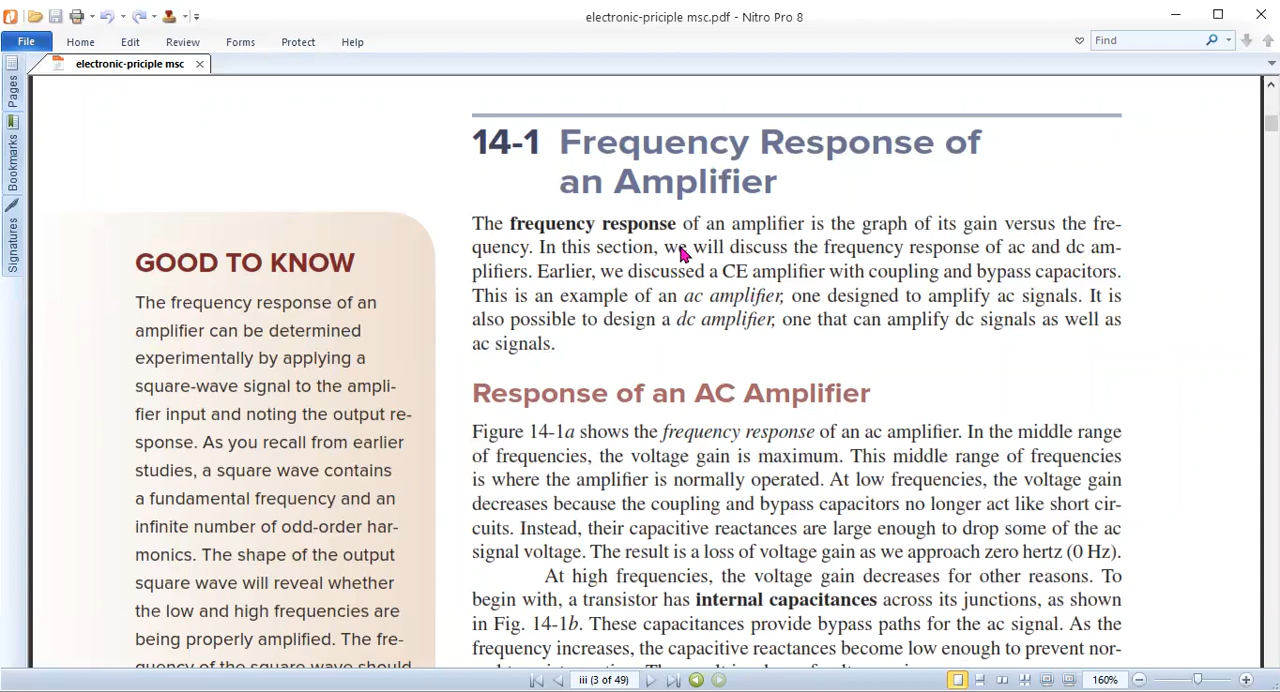 electronic-priciple msc.pdf - Nitro Pro 8
File Home Edit Review Forms Protect Help
Find
electronic-priciple msc
Pages
Bookmarks
Signatures
14-1 Frequency Response of
an Amplifier
The frequency response of an amplifier is the graph of its gain versus the fre-
quency. In this section, we will discuss the frequency response of ac and dc am-
plifiers. Earlier, we discussed a CE amplifier with coupling and bypass capacitors.
This is an example of an ac amplifier, one designed to amplify ac signals. It is
also possible to design a dc amplifier, one that can amplify dc signals as well as
ac signals.
GOOD TO KNOW
The frequency response of an
amplifier can be determined
experimentally by applying a
square-wave signal to the ampli-
fier input and noting the output re-
sponse. As you recall from earlier
studies, a square wave contains
a fundamental frequency and an
infinite number of odd-order har-
monics. The shape of the output
square wave will reveal whether
the low and high frequencies are
being properly amplified. The fre-
quency of the square wave should
Response of an AC Amplifier
Figure 14-1a shows the frequency response of an ac amplifier. In the middle range
of frequencies, the voltage gain is maximum. This middle range of frequencies
is where the amplifier is normally operated. At low frequencies, the voltage gain
decreases because the coupling and bypass capacitors no longer act like short cir-
cuits. Instead, their capacitive reactances are large enough to drop some of the ac
signal voltage. The result is a loss of voltage gain as we approach zero hertz (0 Hz).
At high frequencies, the voltage gain decreases for other reasons. To
begin with, a transistor has internal capacitances across its junctions, as shown
in Fig. 14-1b. These capacitances provide bypass paths for the ac signal. As the
frequency increases, the capacitive reactances become low enough to prevent nor-
iii (3 of 49)
160%